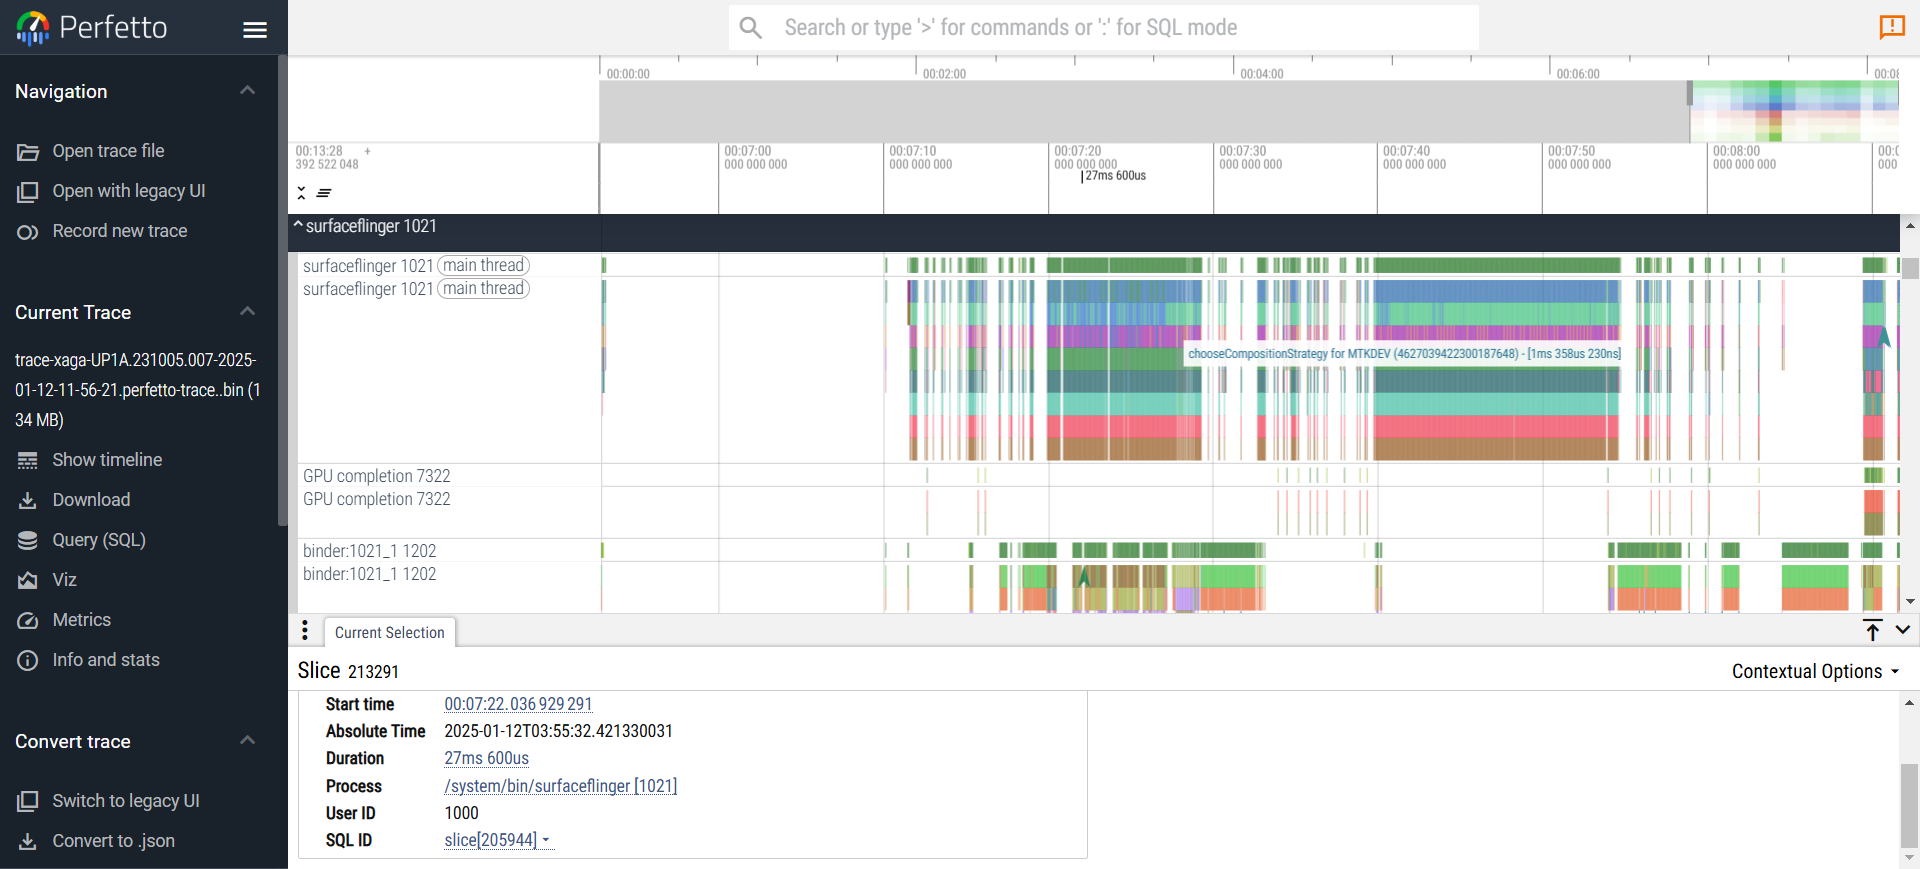 Perfetto
Search or type '>' for commands or ':' for SQL mode
Navigation
Open trace file
Open with legacy UI
Record new trace
Current Trace
trace-xaga-UP1A.231005.007-2025-
01-12-11-56-21.perfetto-trace..bin (1
34 MB)
Show timeline
Download
Query (SQL)
Viz
Metrics
Info and stats
Convert trace
Switch to legacy UI
Convert to .json
00:00:00 00:02:00 00:04:00 00:06:00 00:08
00:13:28 + 00:07:00 00:07:10 00:07:20 00:07:30 00:07:40 00:07:50 00:08:00
392 522 048 000 000 000 000 000 000 000 000 000 000 000 000 000 000 000 000 000 000 000 000 000 000
27ms 600us
surfaceflinger 1021
surfaceflinger 1021 main thread
surfaceflinger 1021 main thread
chooseCompositionStrategy for MTKDEV (4627039422300187648) - [1ms 358us 230ns]
GPU completion 7322
GPU completion 7322
binder:1021_1 1202
binder:1021_1 1202
Current Selection
Slice 213291
Contextual Options
Start time 00:07:22.036 929 291
Absolute Time 2025-01-12T03:55:32.421330031
Duration 27ms 600us
Process /system/bin/surfaceflinger [1021]
User ID 1000
SQL ID slice[205944]